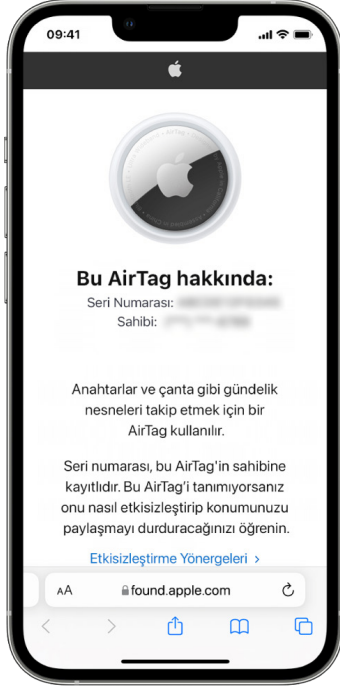 09:41
Bu AirTag hakkında:
Seri Numarası:
Sahibi:
Anahtarlar ve çanta gibi gündelik
nesneleri takip etmek için bir
AirTag kullanılır.
Seri numarası, bu AirTag'in sahibine
kayıtlıdır. Bu AirTag’i tanımıyorsanız
onu nasıl etkisizleştirip konumunuzu
paylaşmayı durduracağınızı öğrenin.
Etkisizleştirme Yönergeleri >
AA found.apple.com